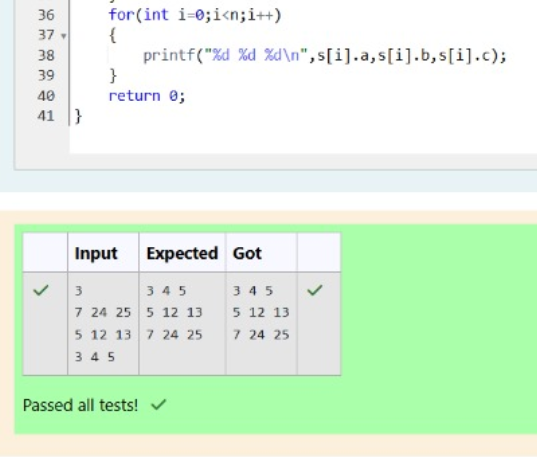 36 for(int i=0;i<n;i++)
37 {
38 printf("%d %d %d\n",s[i].a,s[i].b,s[i].c);
39 }
40 return 0;
41 }
Input Expected Got
3 3 4 5 3 4 5
7 24 25 5 12 13 5 12 13
5 12 13 7 24 25 7 24 25
3 4 5
Passed all tests!